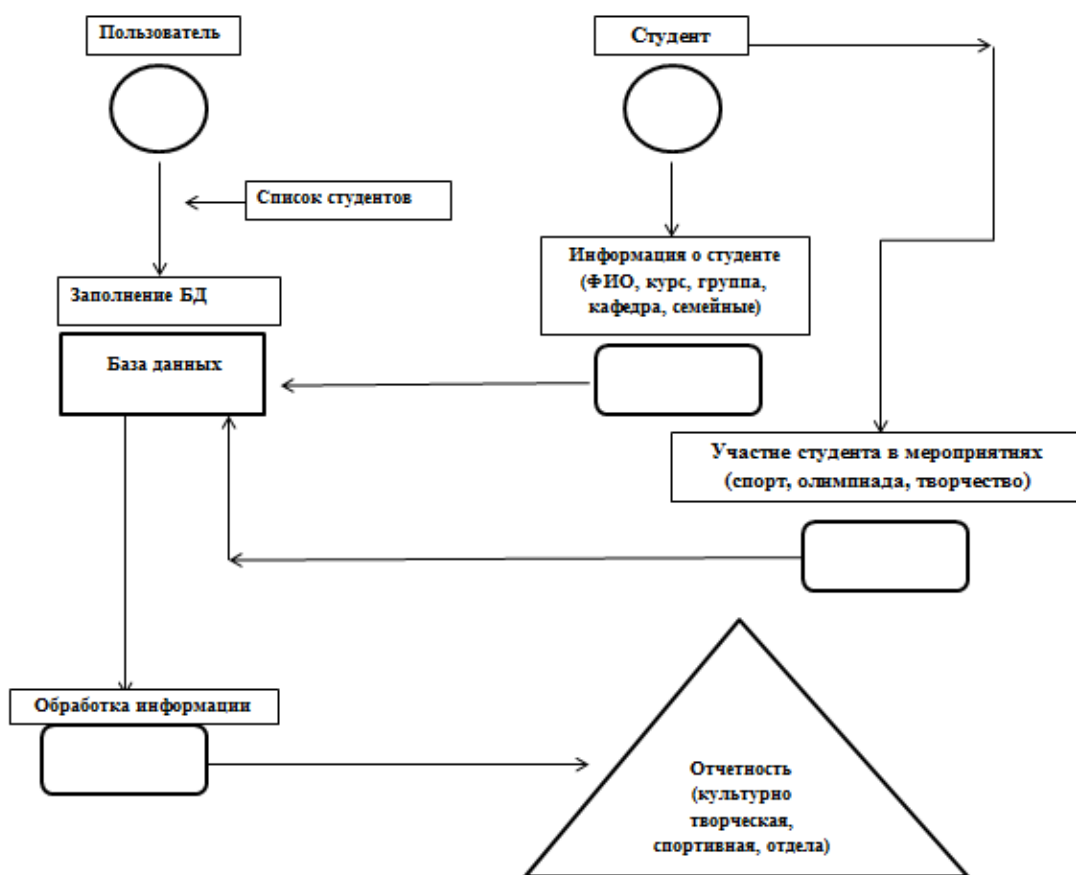 Пользователь
Студент
Список студентов
Информация о студенте
(ФИО, курс, группа,
кафедра, семейные)
Заполнение БД
База данных
Участие студента в мероприятиях
(спорт, олимпиада, творчество)
Обработка информации
Отчетность
(культурно
творческая,
спортивная, отдела)